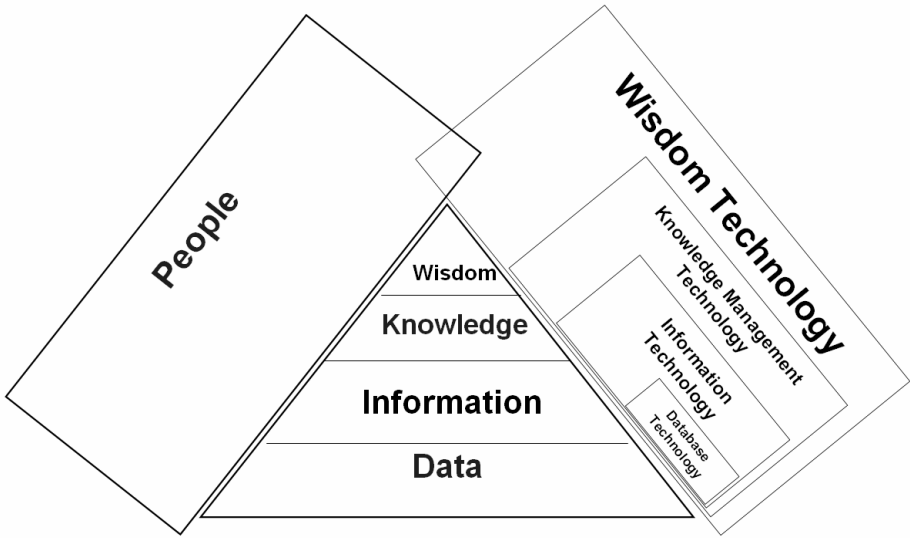 People
Wisdom
Knowledge
Information
Data
Wisdom Technology
Knowledge Management
Technology
Information
Technology
Database
Technology